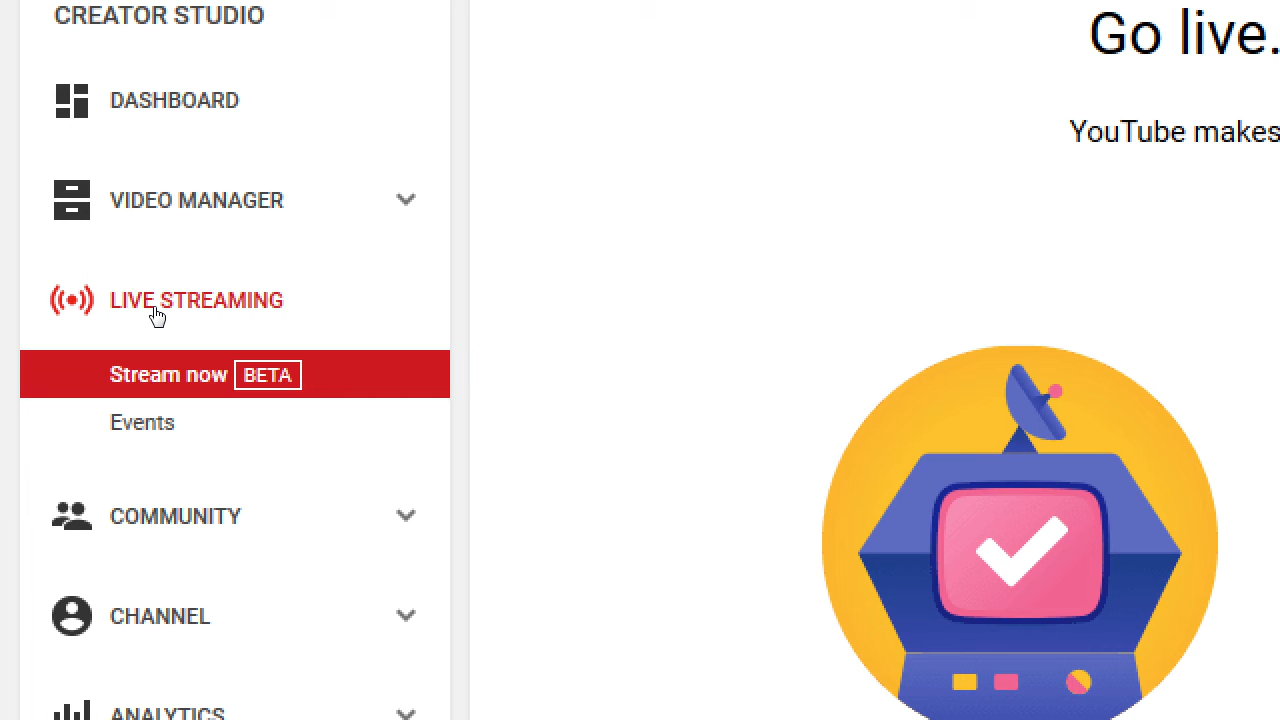 CREATOR STUDIO
DASHBOARD
VIDEO MANAGER
LIVE STREAMING
Stream now BETA
Events
COMMUNITY
CHANNEL
ANALYTICS
Go live.
YouTube makes